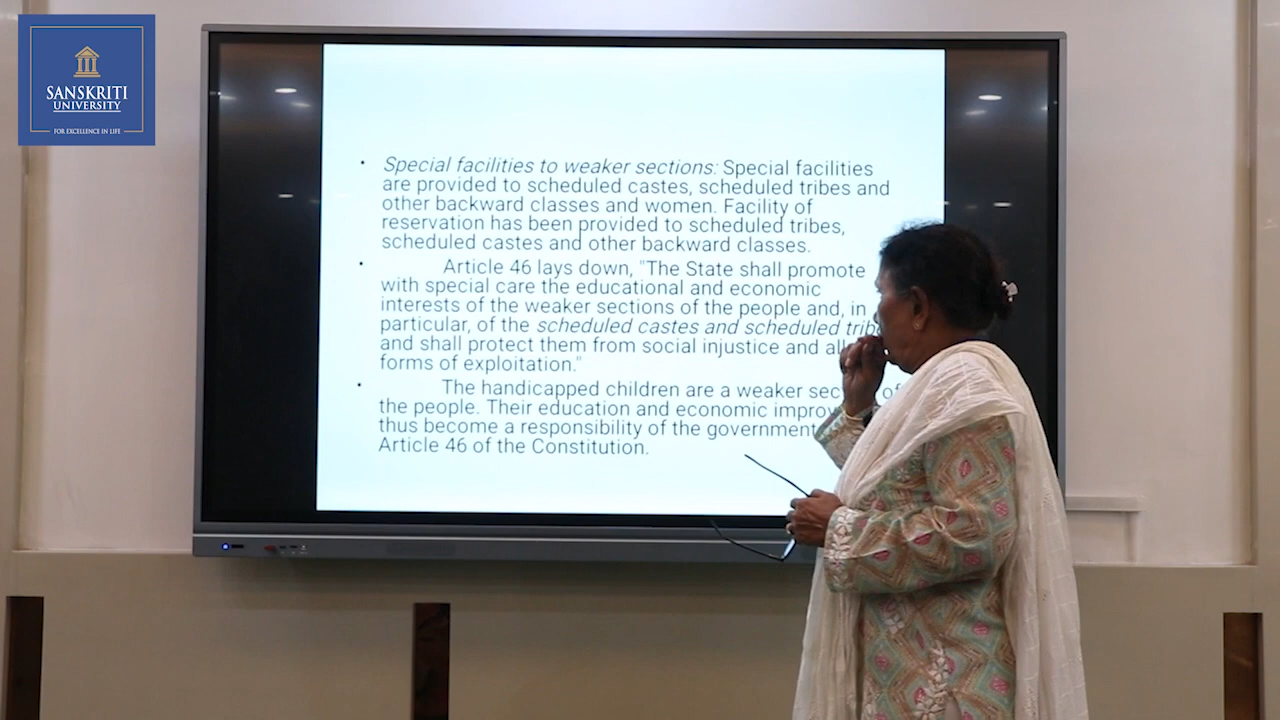 SANSKRITI
UNIVERSITY
FOR EXCELLENCE IN LIFE
• Special facilities to weaker sections: Special facilities
are provided to scheduled castes, scheduled tribes and
other backward classes and women. Facility of
reservation has been provided to scheduled tribes,
scheduled castes and other backward classes.
• Article 46 lays down, "The State shall promote
with special care the educational and economic
interests of the weaker sections of the people and, in
particular, of the scheduled castes and scheduled
and shall protect them from social injustice and
forms of exploitation."
• The handicapped children are a weaker of
the people. Their education and economic
thus become a responsibility of the government
Article 46 of the Constitution.